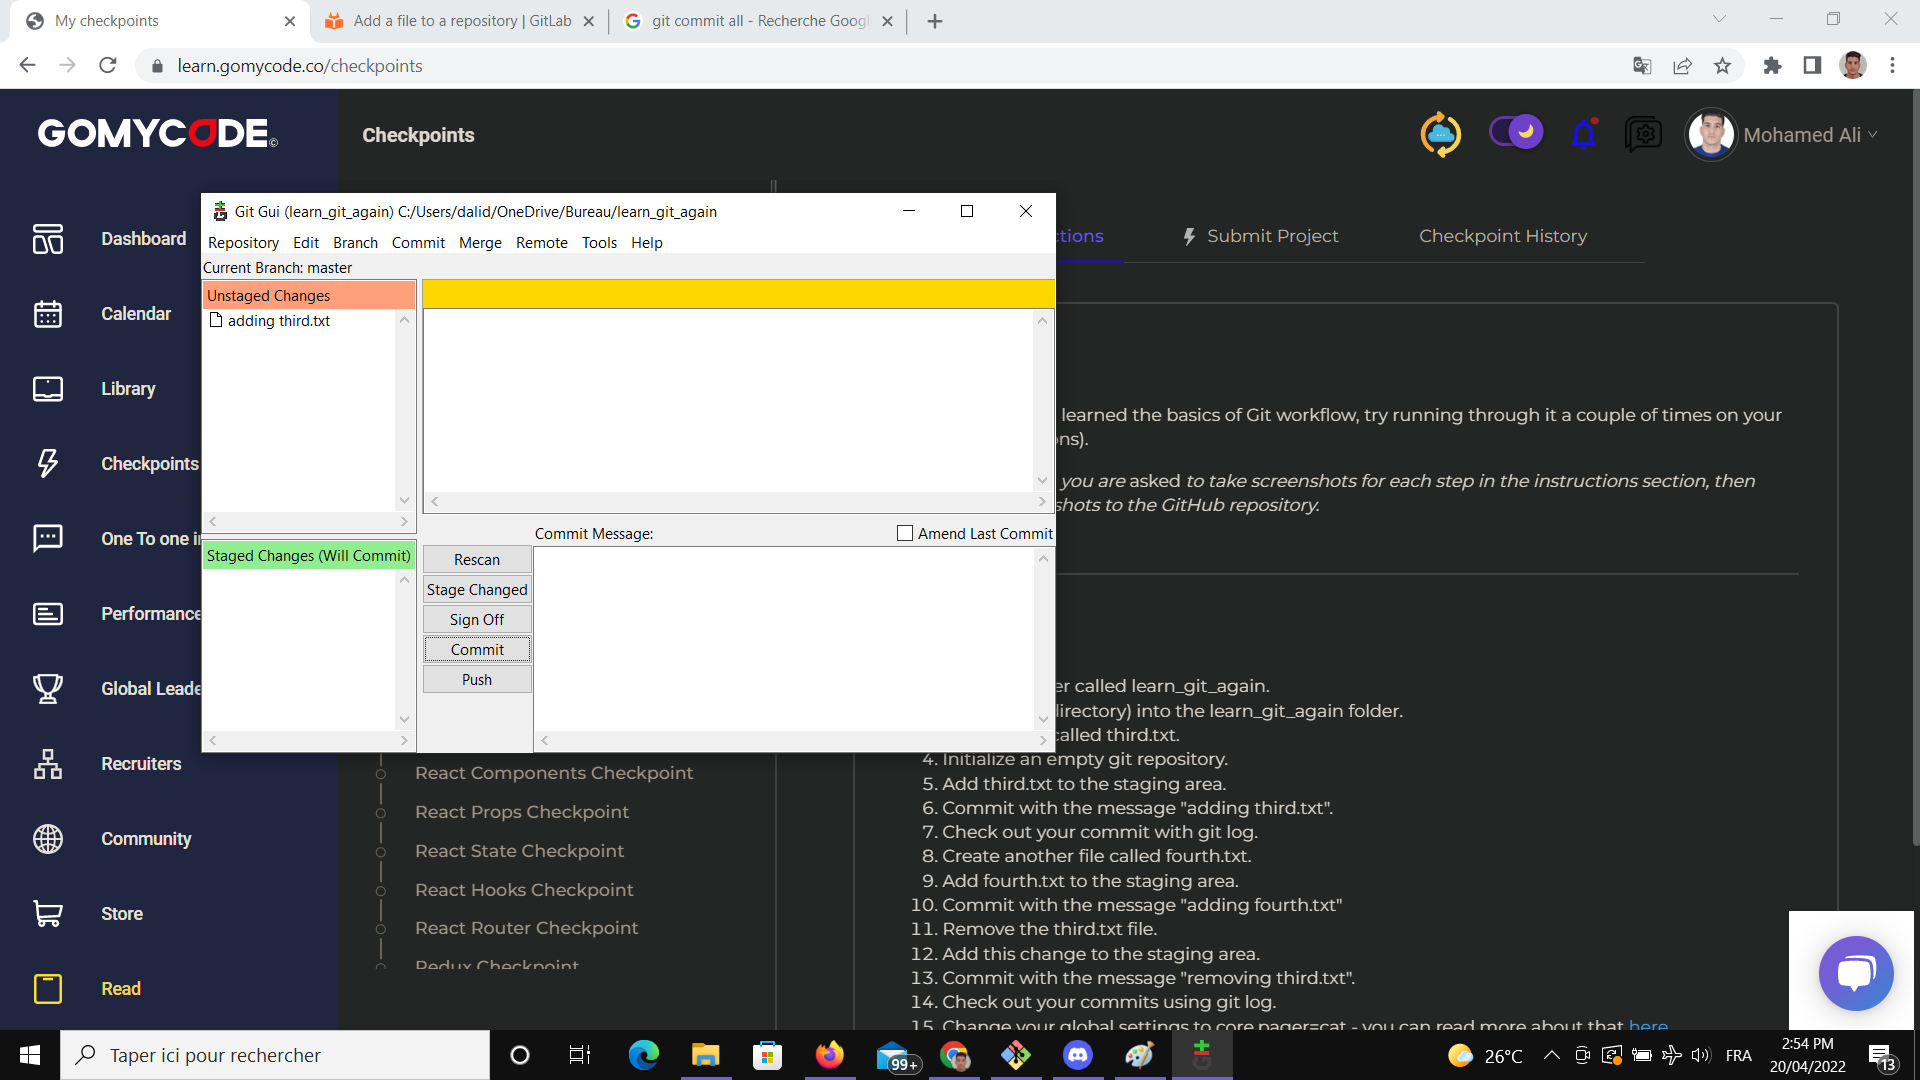 My checkpoints
Add a file to a repository | GitLab
git commit all - Recherche Goog
learn.gomycode.co/checkpoints
GOMYCODE
Checkpoints
Mohamed Ali
Dashboard
Calendar
Library
Checkpoints
One To one i
Performance
Global Leade
Recruiters
Community
Store
Read
Git Gui (learn_git_again) C:/Users/dalid/OneDrive/Bureau/learn_git_again
Repository Edit Branch Commit Merge Remote Tools Help
Current Branch: master
Unstaged Changes
adding third.txt
Staged Changes (Will Commit)
Commit Message:
Amend Last Commit
Rescan
Stage Changed
Sign Off
Commit
Push
ctions
Submit Project
Checkpoint History
learned the basics of Git workflow, try running through it a couple of times on your
ns).
you are asked to take screenshots for each step in the instructions section, then
shots to the GitHub repository.
er called learn_git_again.
directory) into the learn_git_again folder.
called third.txt.
4. Initialize an empty git repository.
5. Add third.txt to the staging area.
6. Commit with the message "adding third.txt".
7. Check out your commit with git log.
8. Create another file called fourth.txt.
9. Add fourth.txt to the staging area.
10. Commit with the message "adding fourth.txt"
11. Remove the third.txt file.
12. Add this change to the staging area.
13. Commit with the message "removing third.txt".
14. Check out your commits using git log.
15. Change your global settings to core.pager=cat - you can read more about that here
React Components Checkpoint
React Props Checkpoint
React State Checkpoint
React Hooks Checkpoint
React Router Checkpoint
Redux Checkpoint
Taper ici pour rechercher
99+
26°C
FRA
2:54 PM
20/04/2022
13